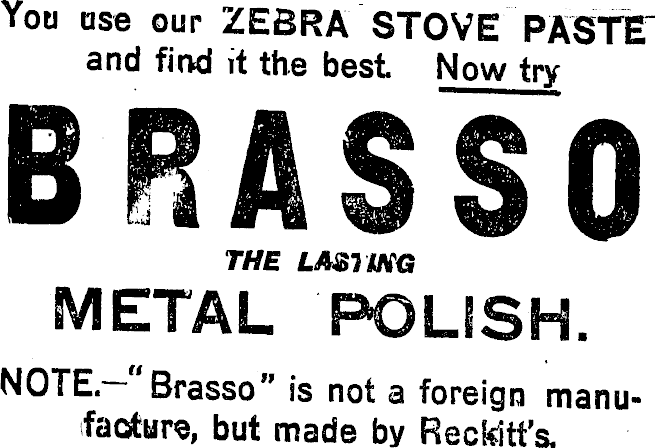 You use our ZEBRA STOVE PASTE
and find it the best. Now try
BRASSO
THE LASTING
METAL POLISH.
NOTE.—“Brasso” is not a foreign manu-
facture, but made by Reckitt's.